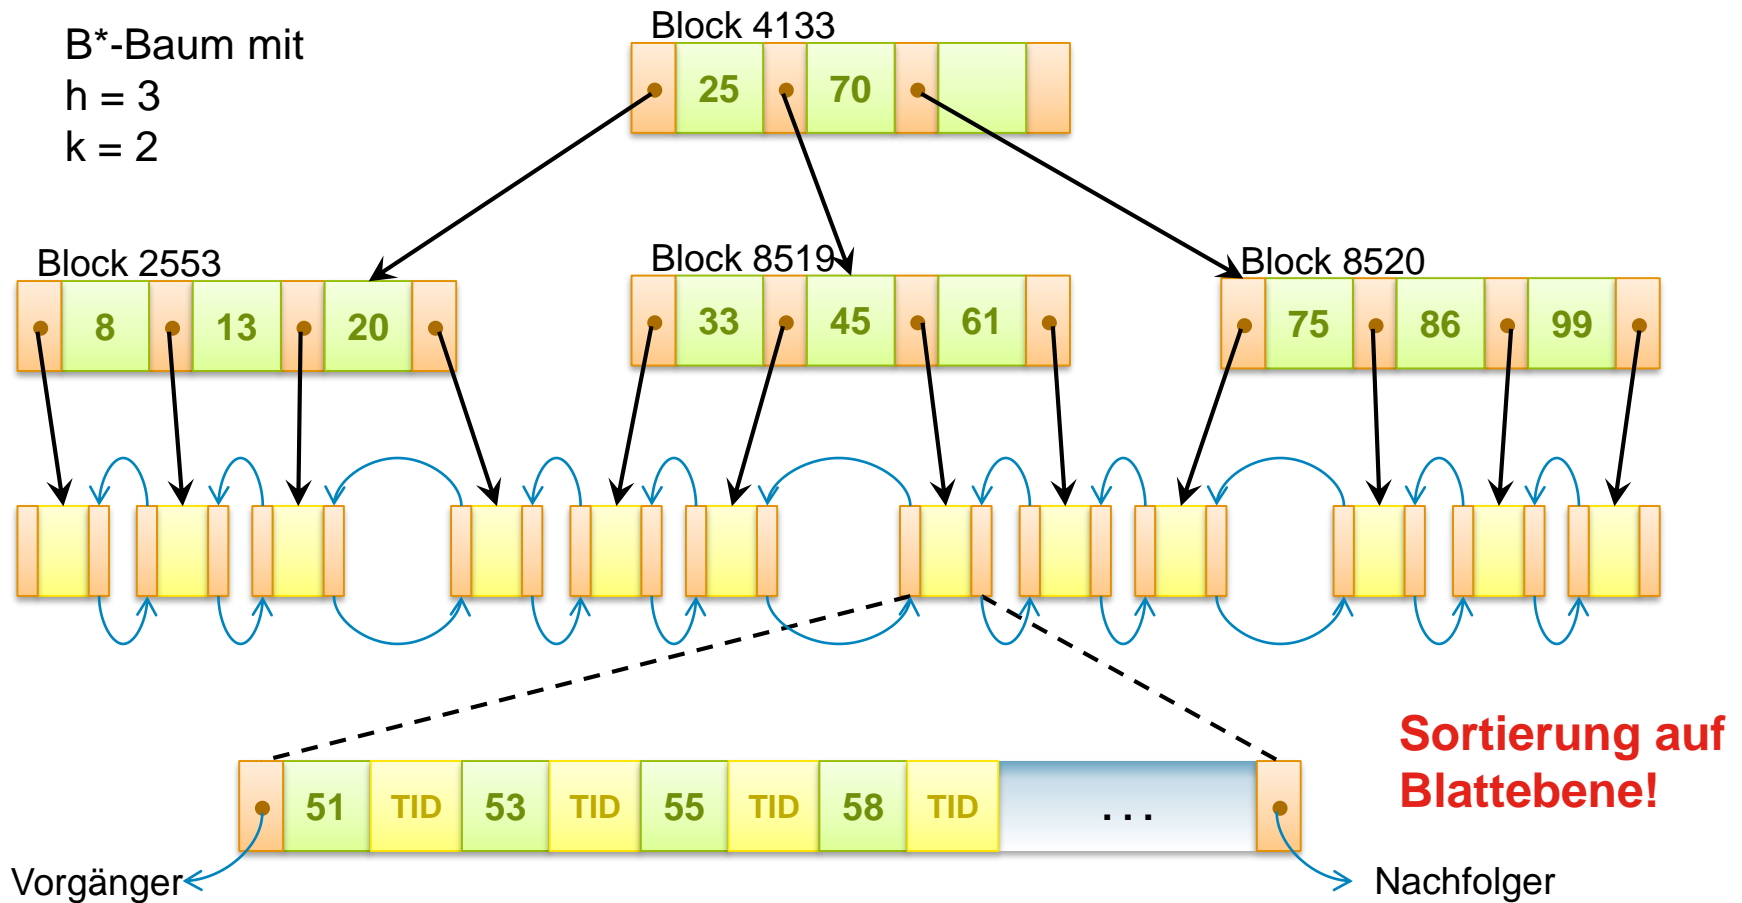 B*-Baum mit
h = 3
k = 2
Block 4133
25 70
Block 2553
8 13 20
Block 8519
33 45 61
Block 8520
75 86 99
Sortierung auf
Blattebene!
51 TID 53 TID 55 TID 58 TID ...
Vorgänger
Nachfolger